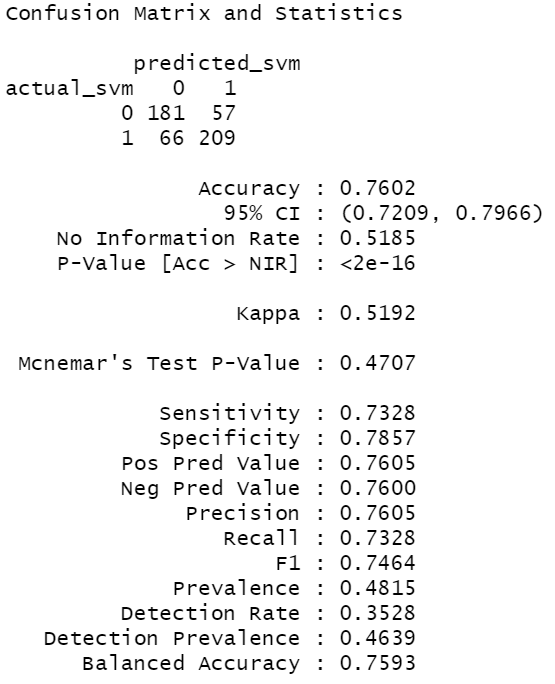 Confusion Matrix and Statistics
predicted_svm
actual_svm 0 1
0 181 57
1 66 209
Accuracy : 0.7602
95% CI : (0.7209, 0.7966)
No Information Rate : 0.5185
P-Value [Acc > NIR] : <2e-16
Kappa : 0.5192
Mcnemar's Test P-Value : 0.4707
Sensitivity : 0.7328
Specificity : 0.7857
Pos Pred Value : 0.7605
Neg Pred Value : 0.7600
Precision : 0.7605
Recall : 0.7328
F1 : 0.7464
Prevalence : 0.4815
Detection Rate : 0.3528
Detection Prevalence : 0.4639
Balanced Accuracy : 0.7593